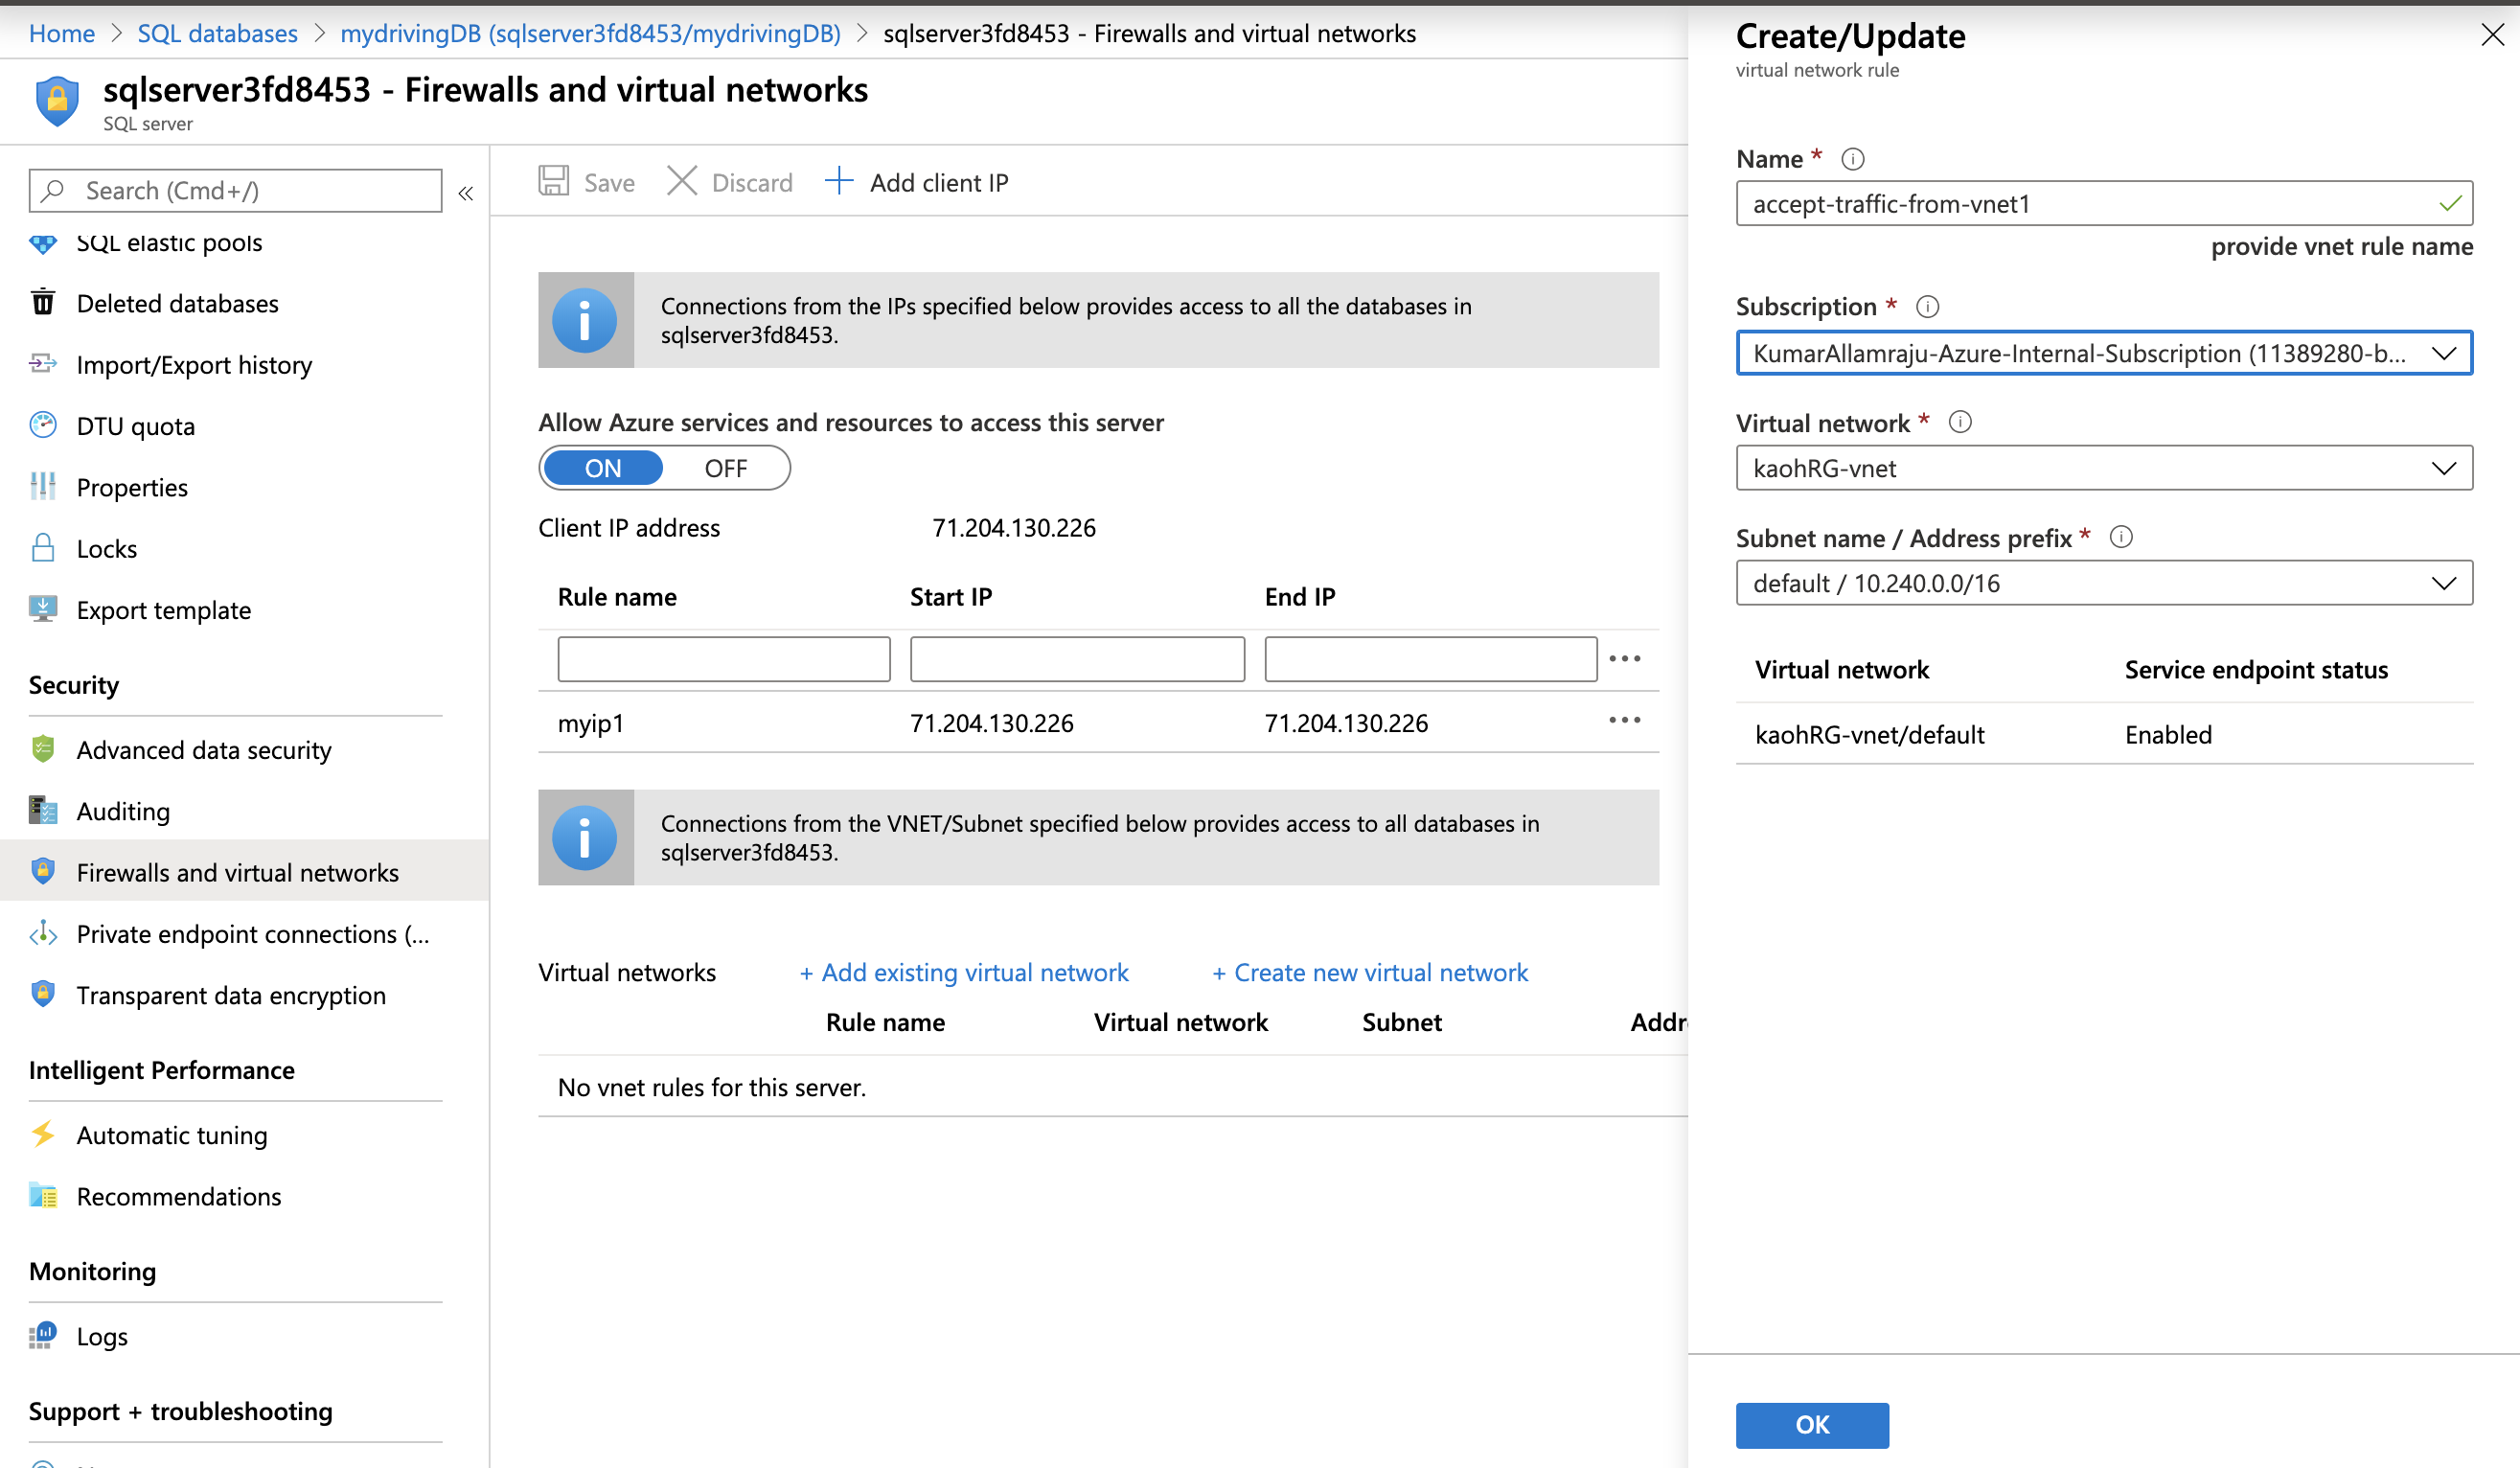 Home > SQL databases > mydrivingDB (sqlserver3fd8453/mydrivingDB) > sqlserver3fd8453 - Firewalls and virtual networks
sqlserver3fd8453 - Firewalls and virtual networks
SQL server
Search (Cmd+/)
«
SQL elastic pools
Deleted databases
Import/Export history
DTU quota
Properties
Locks
Export template
Security
Advanced data security
Auditing
Firewalls and virtual networks
Private endpoint connections (...
Transparent data encryption
Intelligent Performance
Automatic tuning
Recommendations
Monitoring
Logs
Support + troubleshooting
Save Discard Add client IP
Connections from the IPs specified below provides access to all the databases in
sqlserver3fd8453.
Allow Azure services and resources to access this server
ON OFF
Client IP address 71.204.130.226
Rule name Start IP End IP
myip1 71.204.130.226 71.204.130.226
Connections from the VNET/Subnet specified below provides access to all databases in
sqlserver3fd8453.
Virtual networks + Add existing virtual network + Create new virtual network
Rule name Virtual network Subnet
No vnet rules for this server.
Create/Update
virtual network rule
Name *
accept-traffic-from-vnet1
provide vnet rule name
Subscription *
KumarAllamraju-Azure-Internal-Subscription (11389280-b...
Virtual network *
kaohRG-vnet
Subnet name / Address prefix *
default / 10.240.0.0/16
Virtual network Service endpoint status
kaohRG-vnet/default Enabled
OK